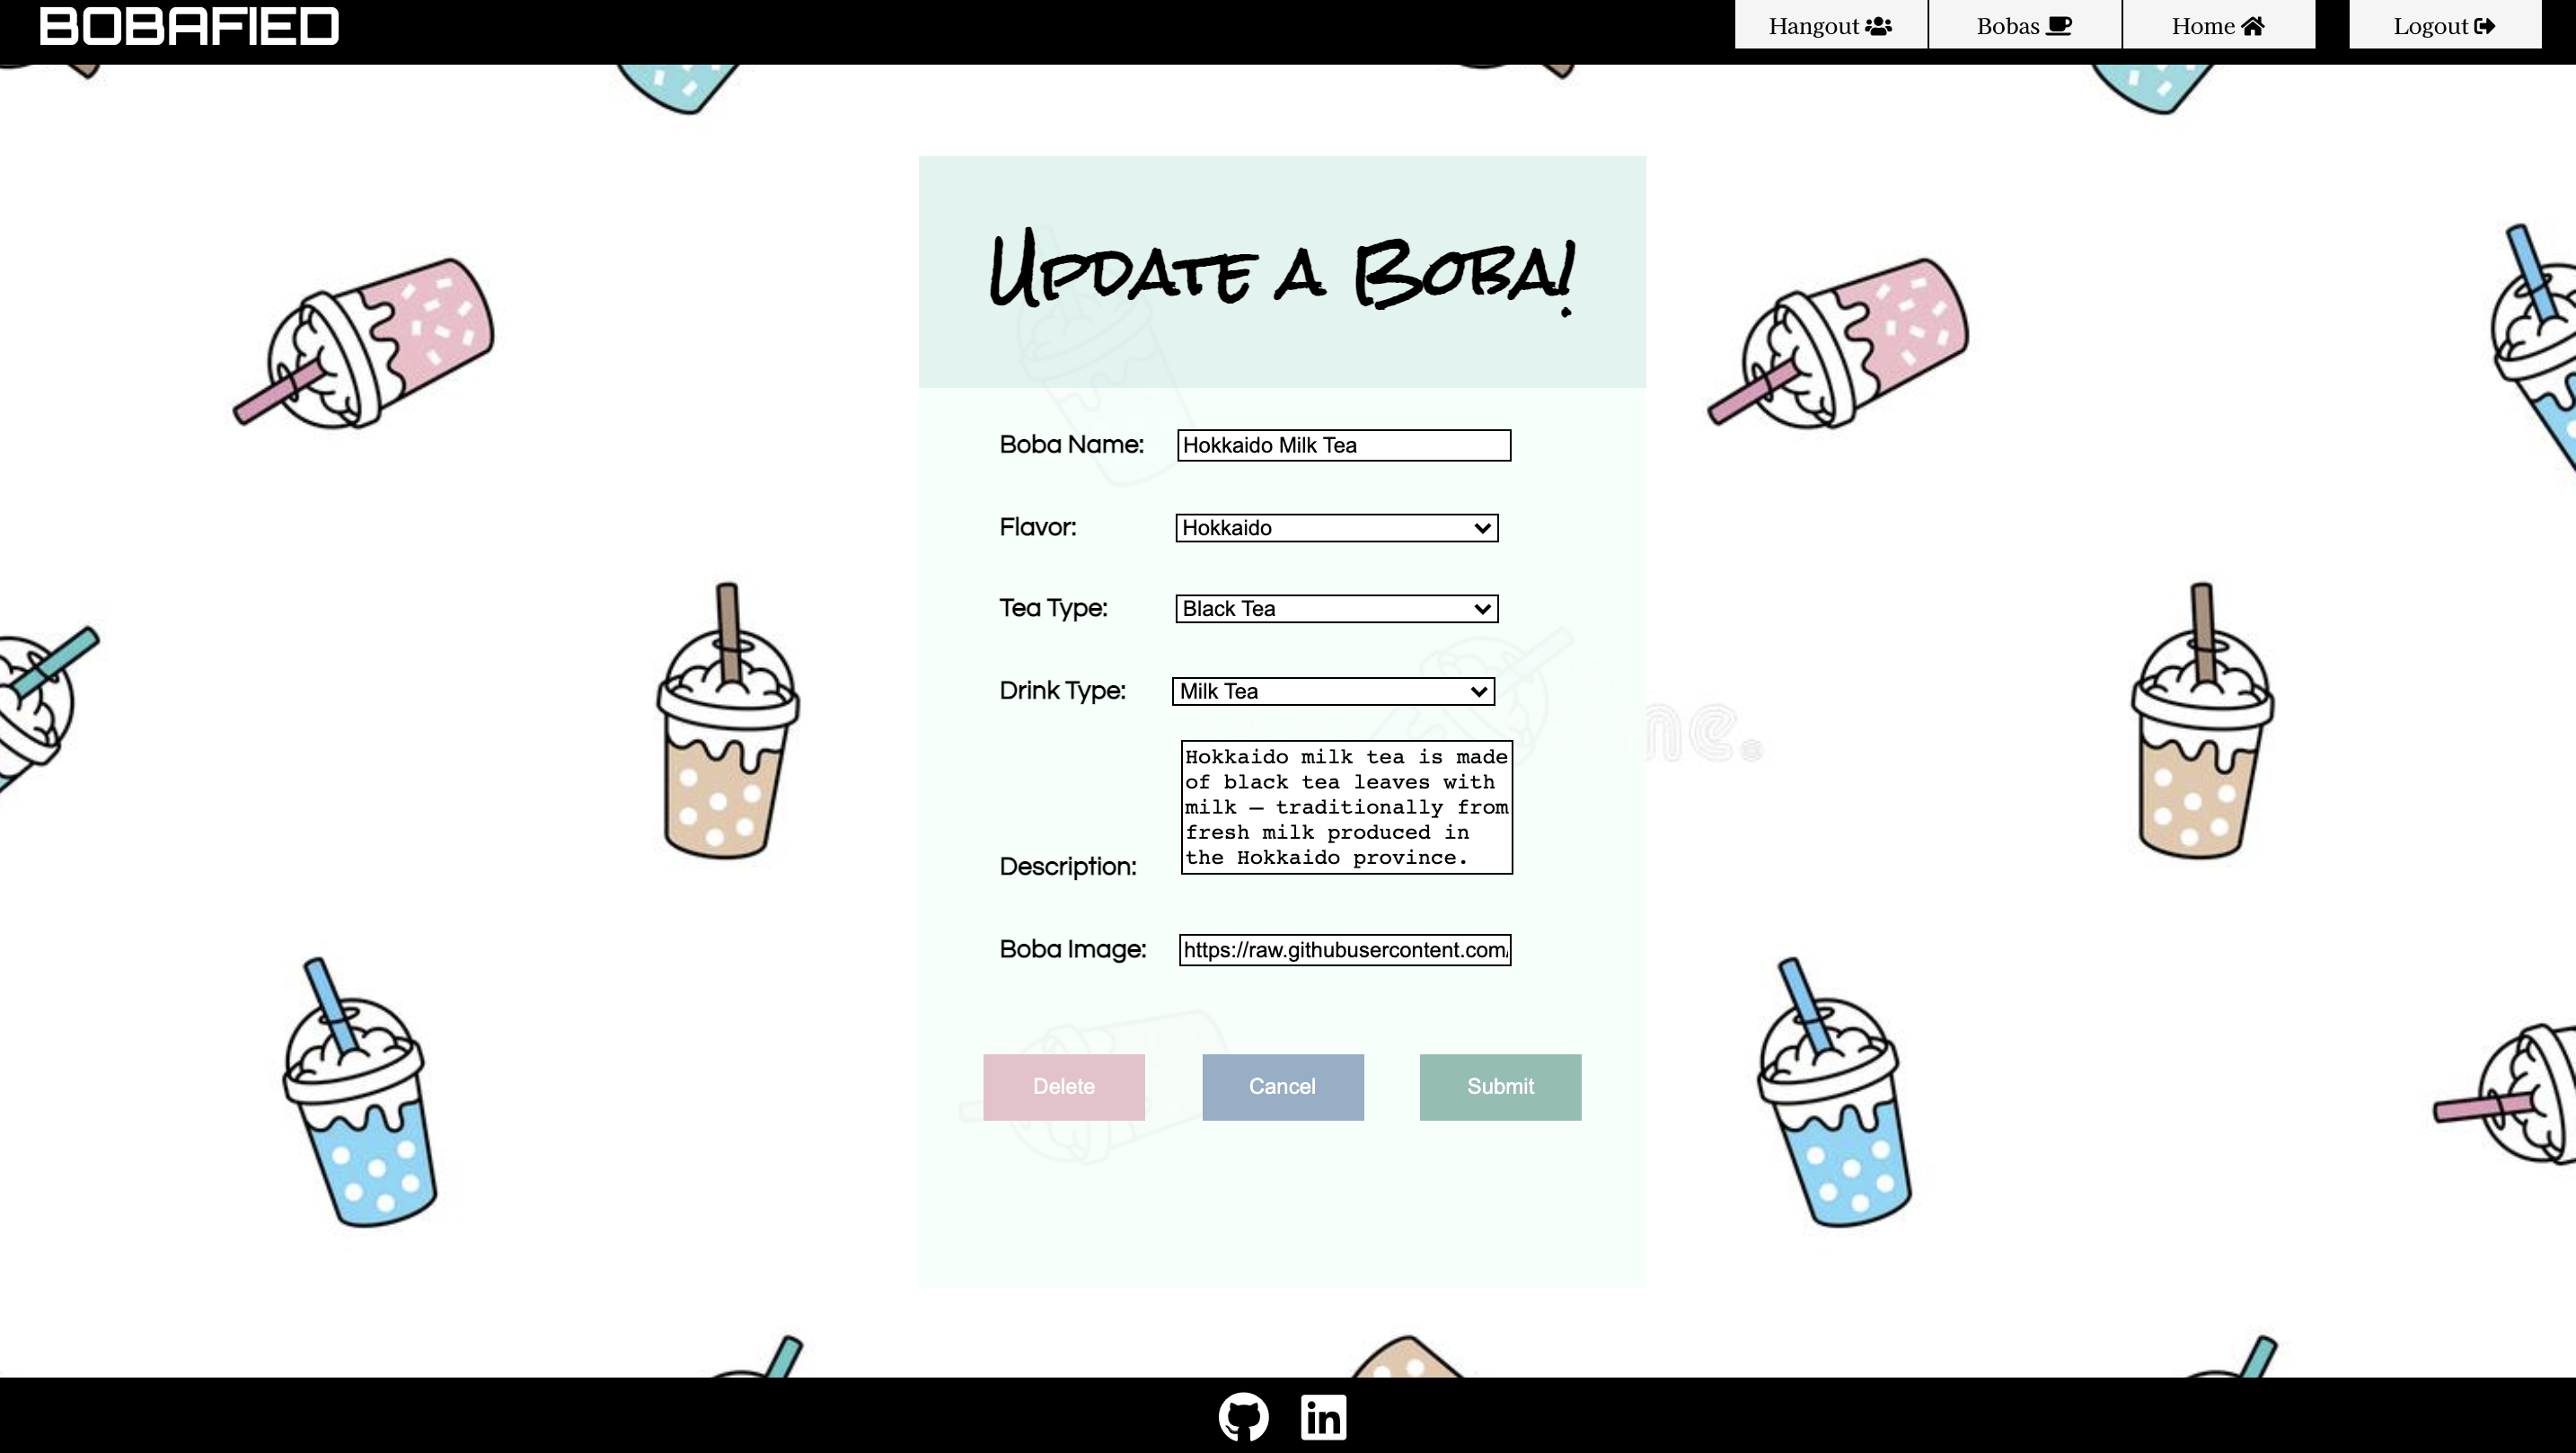 BOBAFIED
Hangout
Bobas
Home
Logout
Update a Boba!
Boba Name:
Hokkaido Milk Tea
Flavor:
Hokkaido
Tea Type:
Black Tea
Drink Type:
Milk Tea
Hokkaido milk tea is made
of black tea leaves with
milk — traditionally from
fresh milk produced in
the Hokkaido province.
Description:
Boba Image:
https://raw.githubusercontent.com/
Delete
Cancel
Submit
in